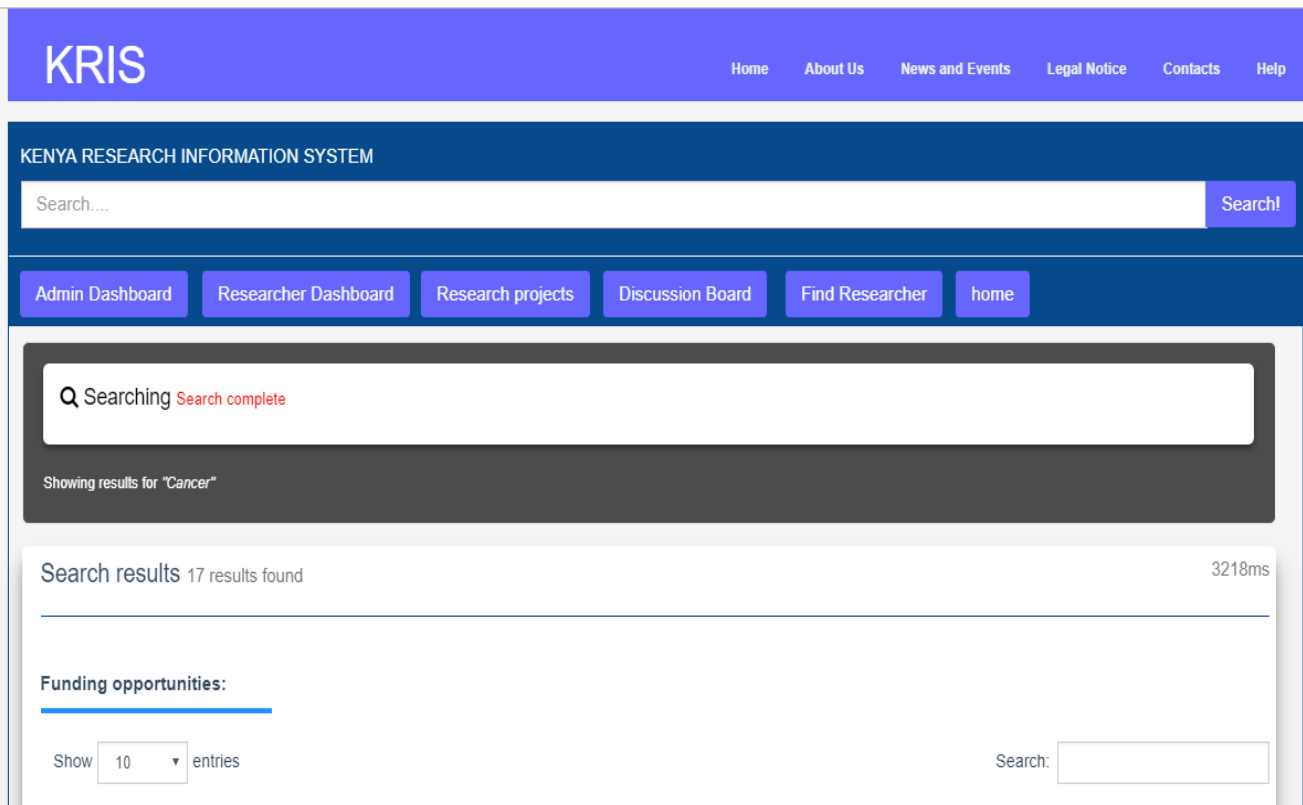 KRIS
Home About Us News and Events Legal Notice Contacts Help
KENYA RESEARCH INFORMATION SYSTEM
Search.... Search!
Admin Dashboard Researcher Dashboard Research projects Discussion Board Find Researcher home
Searching Search complete
Showing results for "Cancer"
Search results 17 results found 3218ms
Funding opportunities:
Show 10 entries Search: